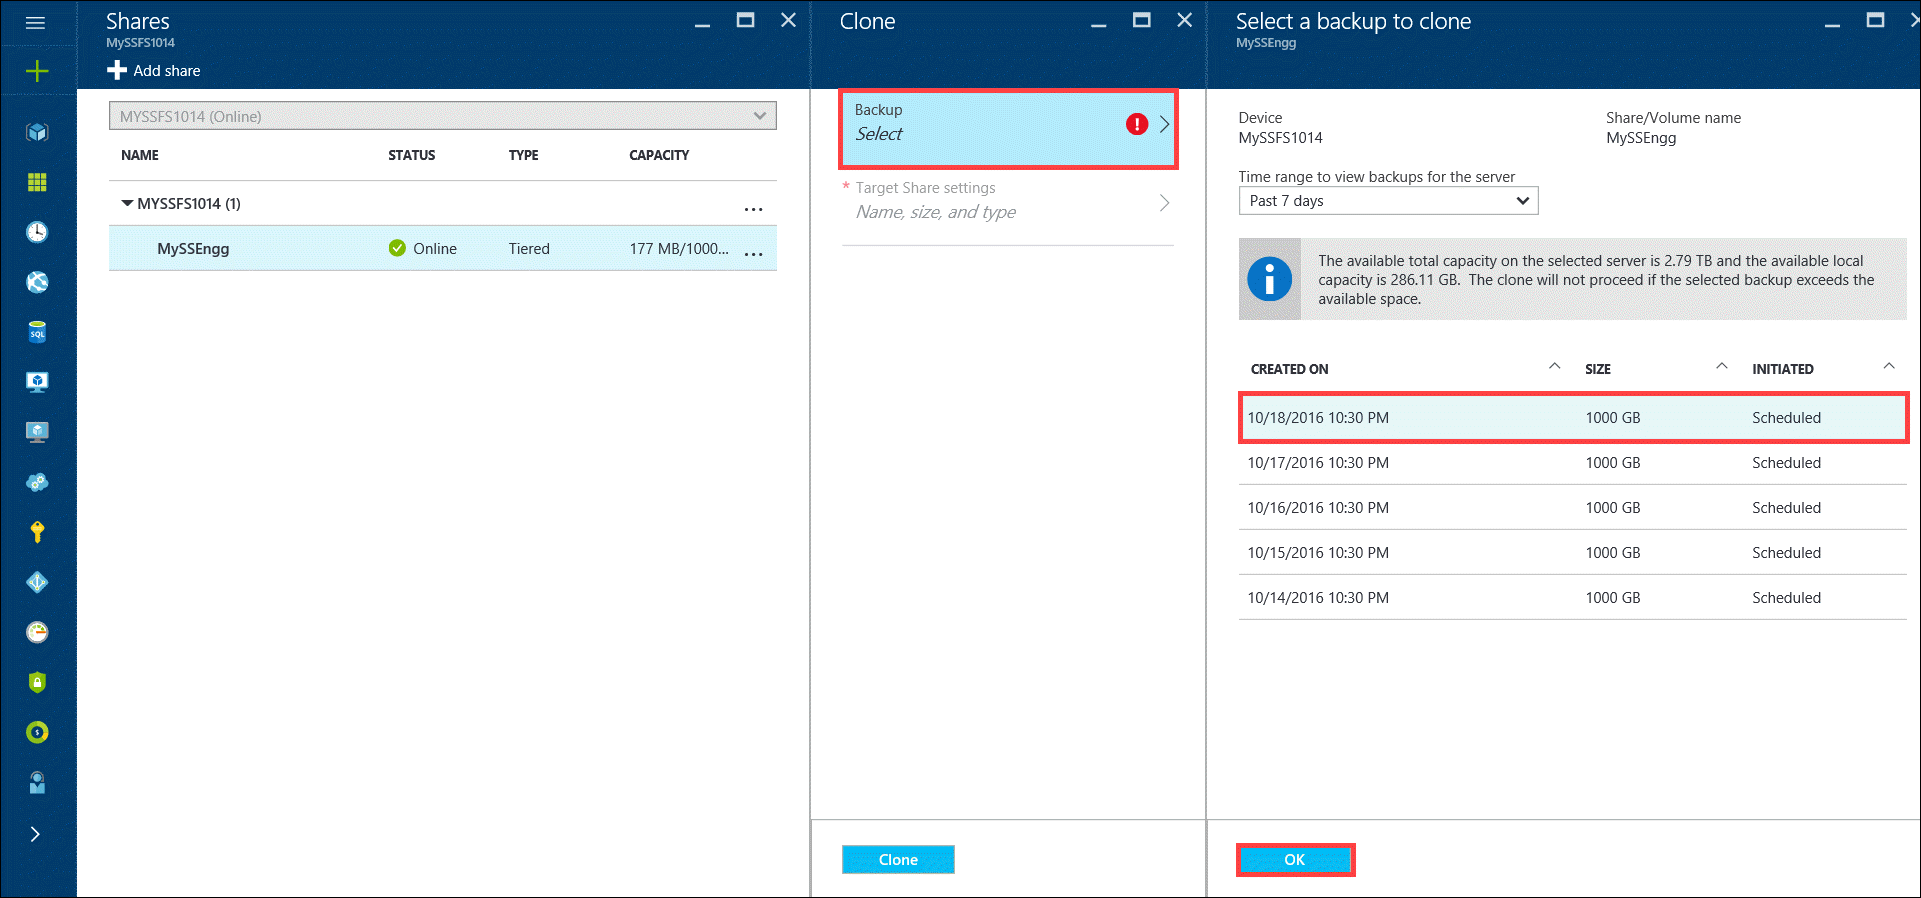 Shares
MySSFS1014
Add share
MYSSFS1014 (Online)
NAME STATUS TYPE CAPACITY
MYSSFS1014 (1) ...
MySSEngg Online Tiered 177 MB/1000... ...
Clone
Backup
Select
* Target Share settings
Name, size, and type
Clone
Select a backup to clone
MySSEngg
Device Share/Volume name
MySSFS1014 MySSEngg
Time range to view backups for the server
Past 7 days
The available total capacity on the selected server is 2.79 TB and the available local
capacity is 286.11 GB. The clone will not proceed if the selected backup exceeds the
available space.
CREATED ON SIZE INITIATED
10/18/2016 10:30 PM 1000 GB Scheduled
10/17/2016 10:30 PM 1000 GB Scheduled
10/16/2016 10:30 PM 1000 GB Scheduled
10/15/2016 10:30 PM 1000 GB Scheduled
10/14/2016 10:30 PM 1000 GB Scheduled
OK
SQL